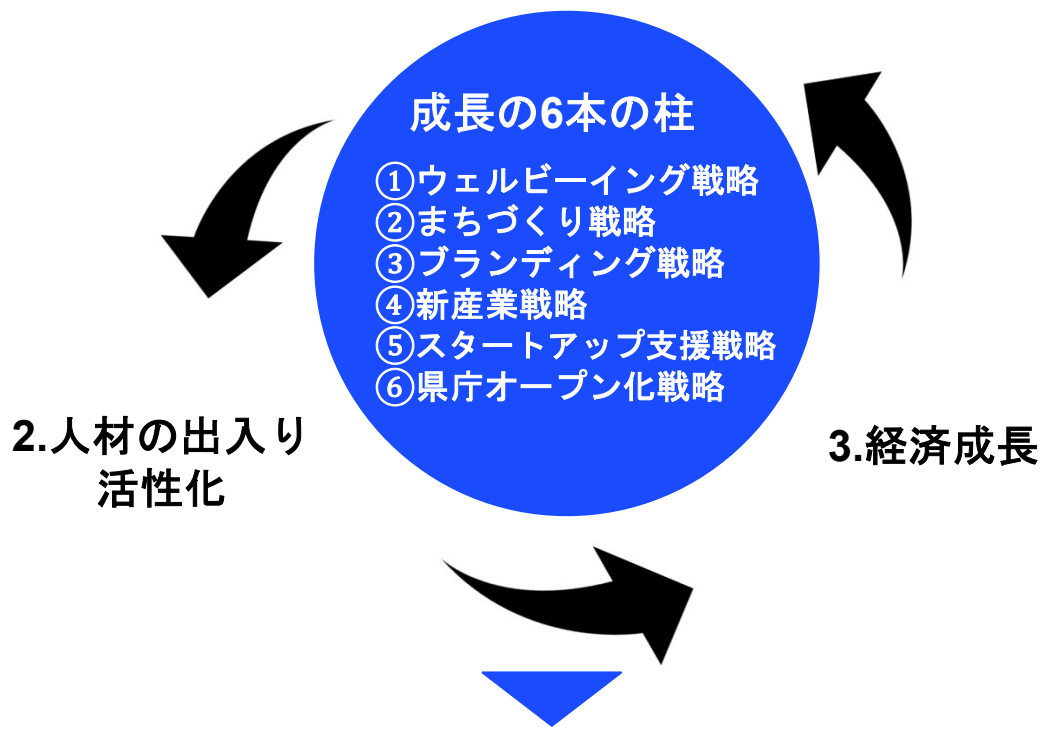 成長の6本の柱
①ウェルビーイング戦略
②まちづくり戦略
③ブランディング戦略
④新産業戦略
⑤スタートアップ支援戦略
⑥県庁オープン化戦略
2.人材の出入り
活性化
3.経済成長